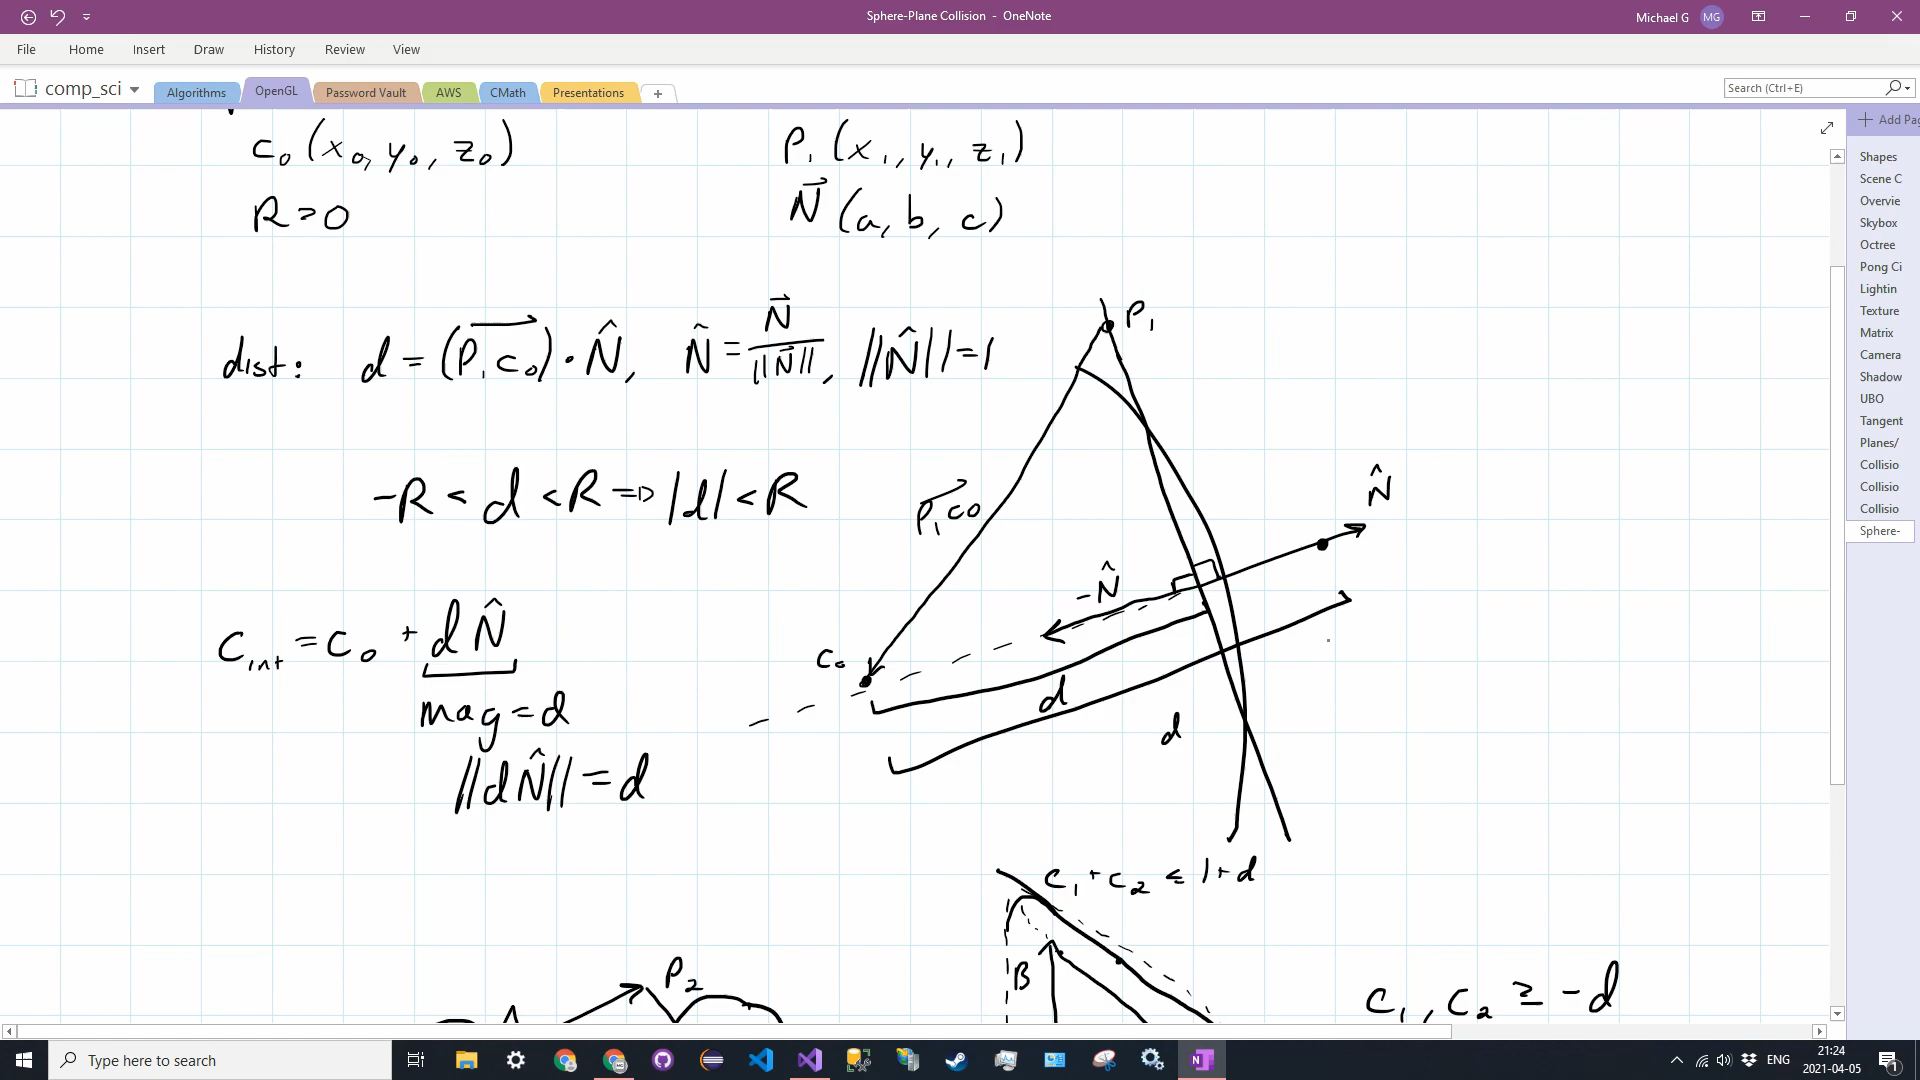 Sphere-Plane Collision - OneNote
Michael G MG
File Home Insert Draw History Review View
comp_sci Algorithms OpenGL Password Vault AWS CMath Presentations +
Search (Ctrl+E)
Add Pag
Shapes
Scene C
Overvie
Skybox
Octree
Pong Ci
Lightin
Texture
Matrix
Camera
Shadow
UBO
Tangent
Planes/
Collisio
Collisio
Collisio
Sphere-
C₀ (x₀, y₀, z₀)
P₁ (x₁, y₁, z₁)
R > 0
N⃗ (a, b, c)
dist: d = (P₁C₀) · N̂, N̂ = N⃗ / ||N⃗||, ||N̂|| = 1
P₁
-R < d < R => |d| < R
P₁C₀
N̂
-N̂
C₀
C_int = C₀ + dN̂
mag = d
||dN̂|| = d
d
d
C₁ + C₂ ≤ 1 + d
P₂
B
C₁, C₂ ≥ -d
Type here to search
ENG
21:24
2021-04-05
1